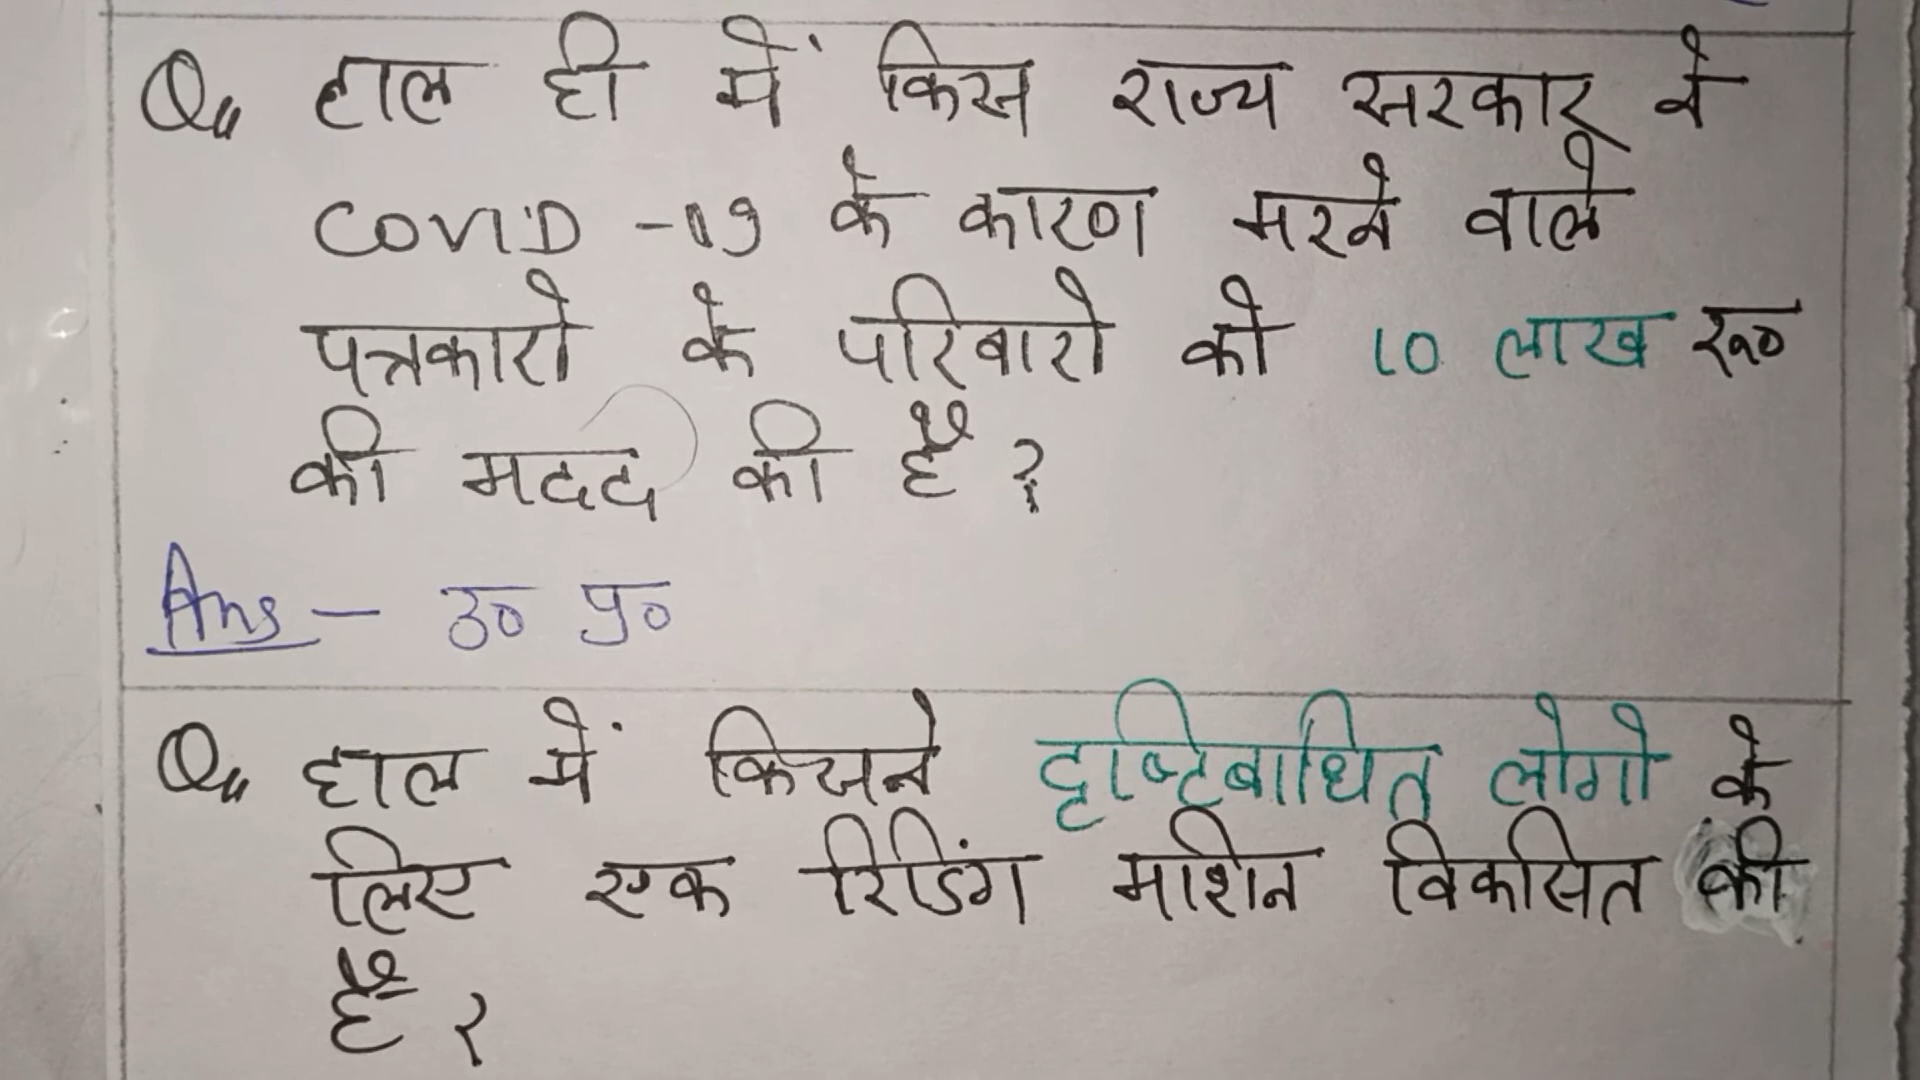 Q,, हाल ही में किस राज्य सरकार ने
COVID -19 के कारण मरने वाले
पत्रकारो के परिवारो को 10 लाख रू०
की मदद की है ?
Ans - उ० प्र०
Q,, हाल में किसने दृष्टिबाधित लोगो के
लिए एक रिडिंग मशिन विकसित की
है ?